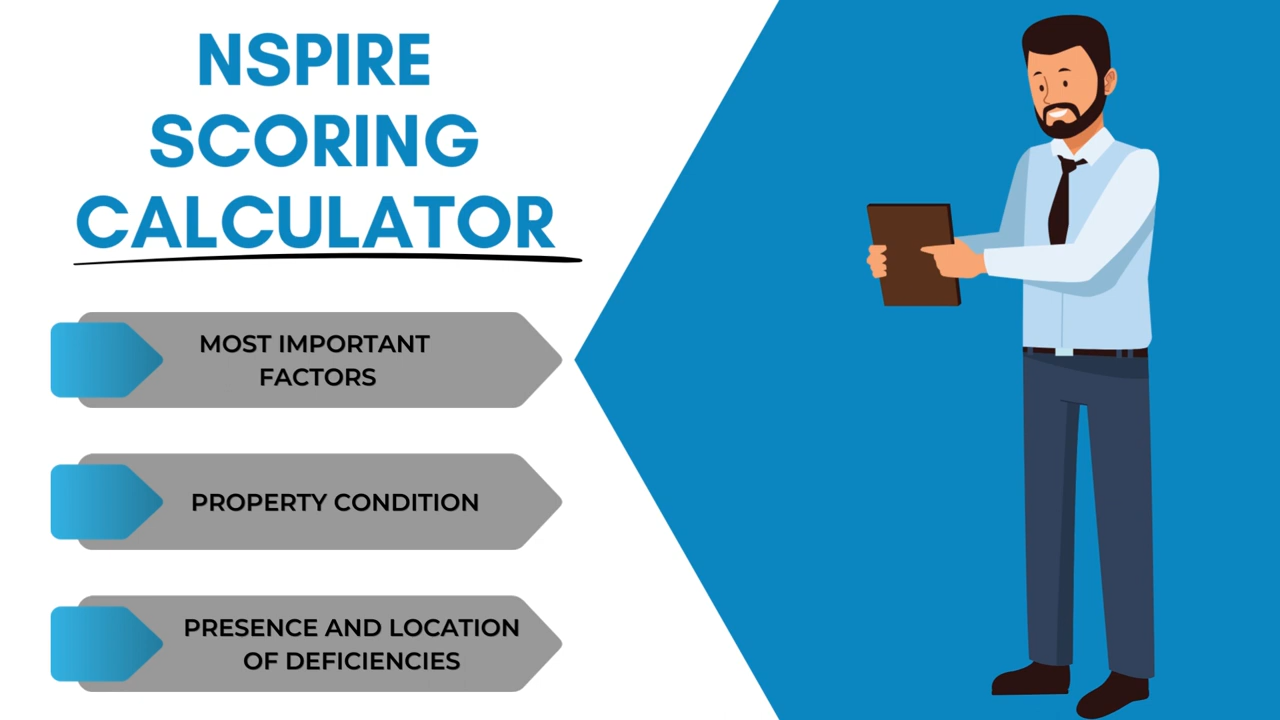 NSPIRE
SCORING
CALCULATOR
MOST IMPORTANT
FACTORS
PROPERTY CONDITION
PRESENCE AND LOCATION
OF DEFICIENCIES